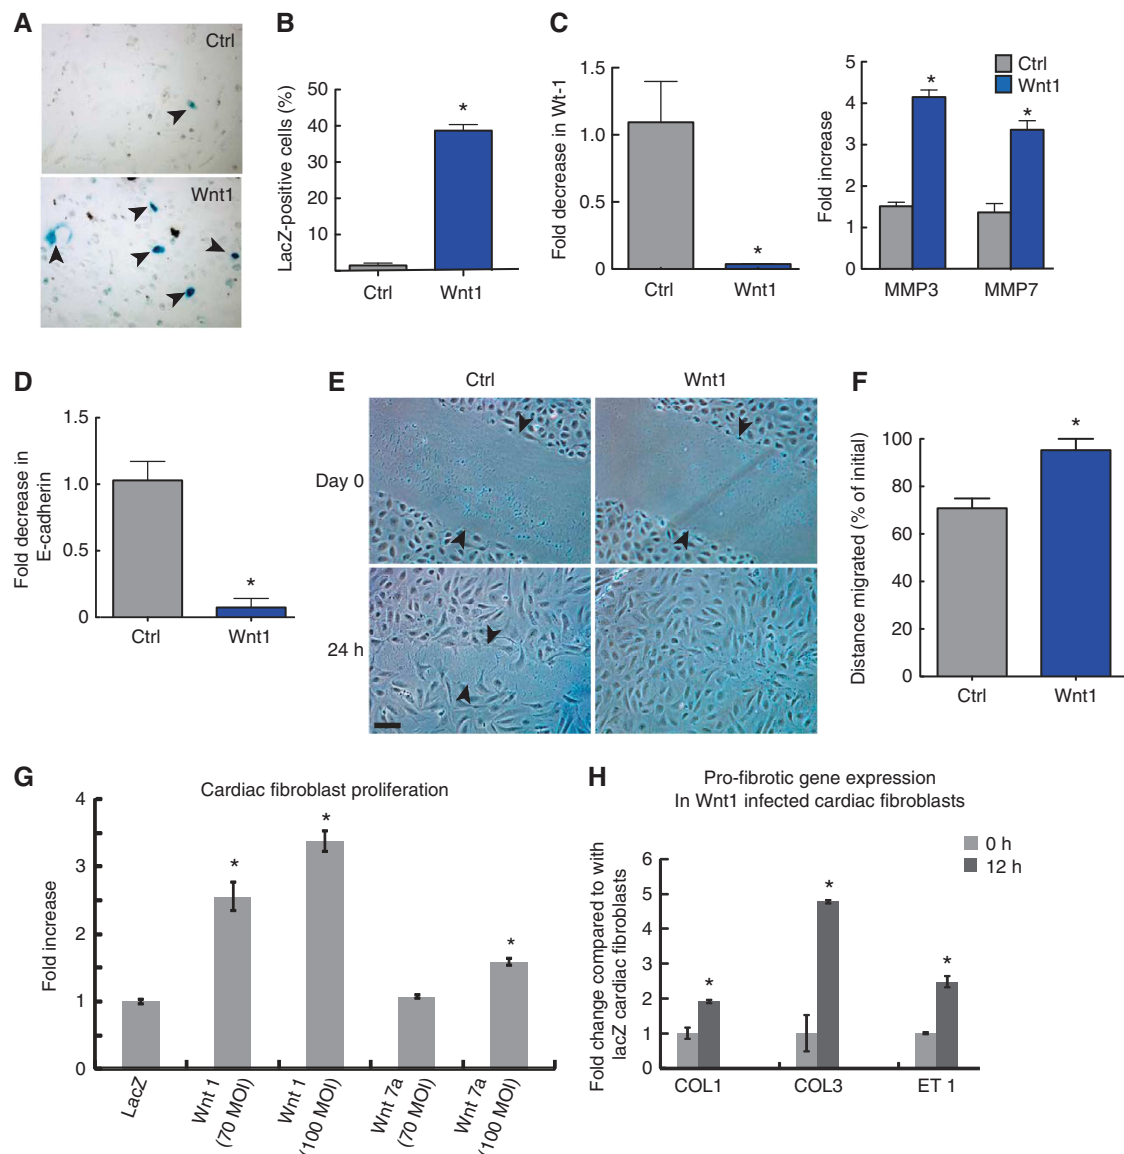 A
Ctrl
Wnt1
B
LacZ-positive cells (%)
50
40
30
20
10
Ctrl
Wnt1
*
C
Fold decrease in Wt-1
1.5
1.0
0.5
0
Ctrl
Wnt1
*
Fold increase
5
4
3
2
1
0
Ctrl
Wnt1
*
*
MMP3
MMP7
D
Fold decrease in
E-cadherin
1.5
1.0
0.5
0
*
Ctrl
Wnt1
E
Ctrl
Wnt1
Day 0
24 h
F
Distance migrated (% of initial)
100
80
60
40
20
0
*
Ctrl
Wnt1
G
Cardiac fibroblast proliferation
Fold increase
4
3
2
1
0
*
*
*
LacZ
Wnt 1
(70 MOI)
Wnt 1
(100 MOI)
Wnt 7a
(70 MOI)
Wnt 7a
(100 MOI)
H
Pro-fibrotic gene expression
In Wnt1 infected cardiac fibroblasts
Fold change compared to with
lacZ cardiac fibroblasts
0 h
12 h
6
5
4
3
2
1
0
*
*
*
COL1
COL3
ET 1